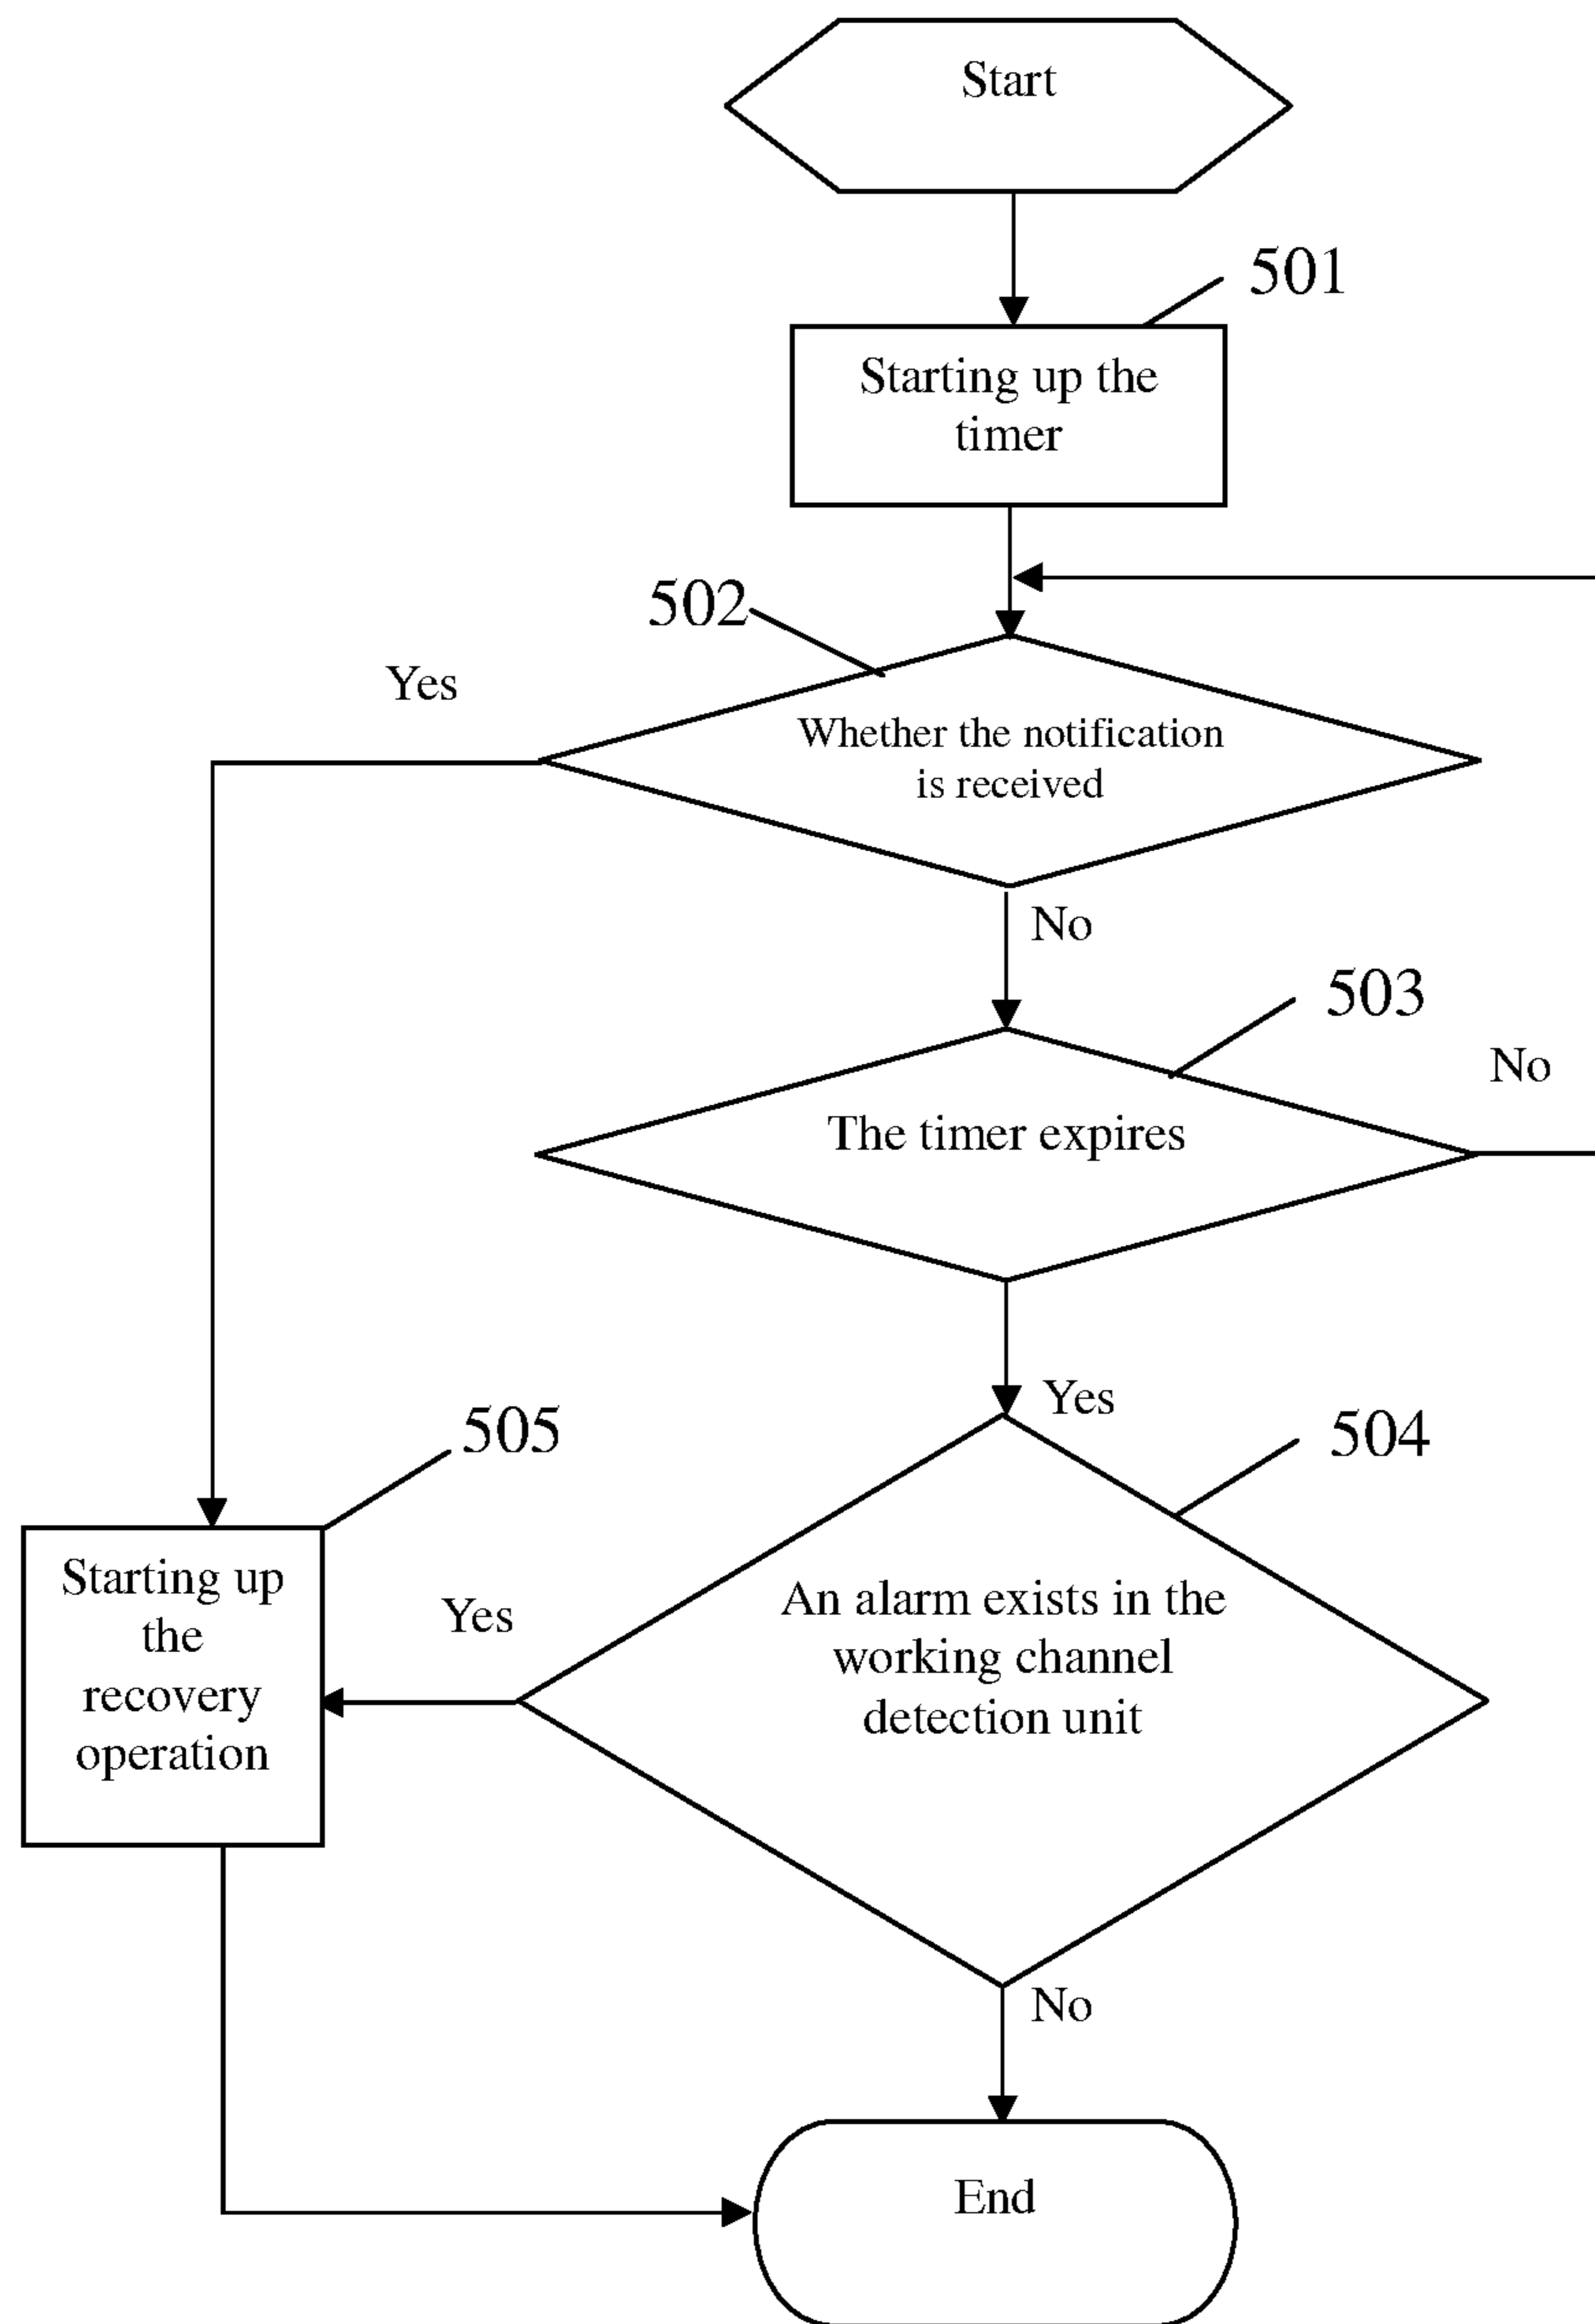 Start
501
Starting up the
timer
502
Yes
Whether the notification
is received
No
503
No
The timer expires
Yes
505
504
Starting up
the
recovery
operation
Yes
An alarm exists in the
working channel
detection unit
No
End